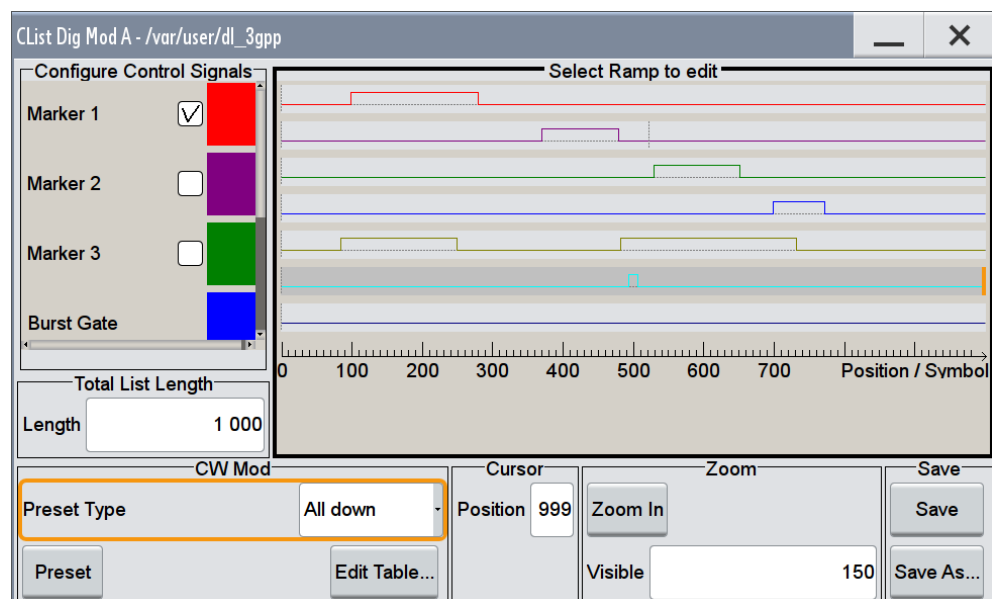 CList Dig Mod A - /var/user/dl_3gpp
Configure Control Signals
Marker 1
Marker 2
Marker 3
Burst Gate
Select Ramp to edit
0 100 200 300 400 500 600 700 Position / Symbol
Total List Length
Length 1 000
CW Mod
Preset Type All down
Preset Edit Table...
Cursor
Position 999
Zoom
Zoom In
Visible 150
Save
Save
Save As...